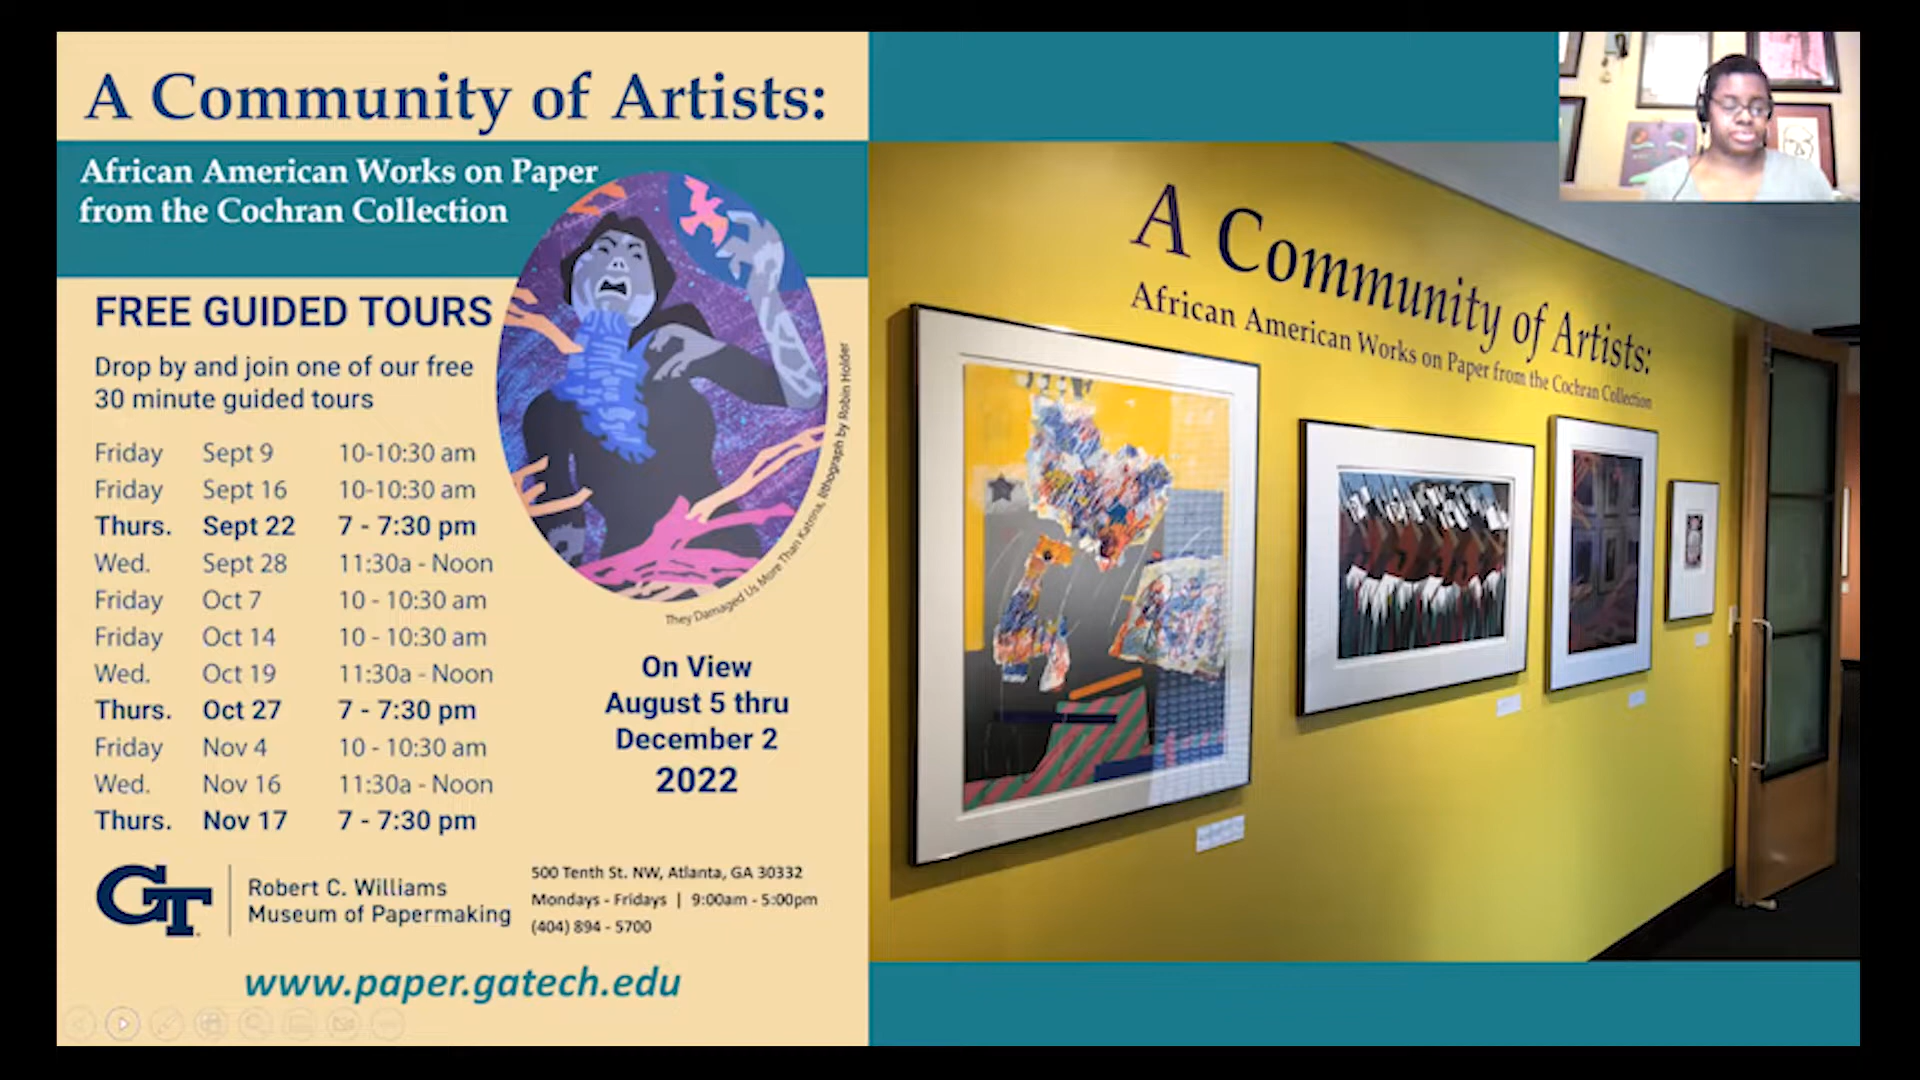 A Community of Artists:
African American Works on Paper
from the Cochran Collection
FREE GUIDED TOURS
Drop by and join one of our free
30 minute guided tours
Friday Sept 9 10-10:30 am
Friday Sept 16 10-10:30 am
Thurs. Sept 22 7 - 7:30 pm
Wed. Sept 28 11:30a - Noon
Friday Oct 7 10 - 10:30 am
Friday Oct 14 10 - 10:30 am
Wed. Oct 19 11:30a - Noon
Thurs. Oct 27 7 - 7:30 pm
Friday Nov 4 10 - 10:30 am
Wed. Nov 16 11:30a - Noon
Thurs. Nov 17 7 - 7:30 pm
They Damaged Us More Than Katrina, lithograph by Robin Holder
On View
August 5 thru
December 2
2022
GT
Robert C. Williams
Museum of Papermaking
500 Tenth St. NW, Atlanta, GA 30332
Mondays - Fridays | 9:00am - 5:00pm
(404) 894 - 5700
www.paper.gatech.edu
A Community of Artists:
African American Works on Paper from the Cochran Collection